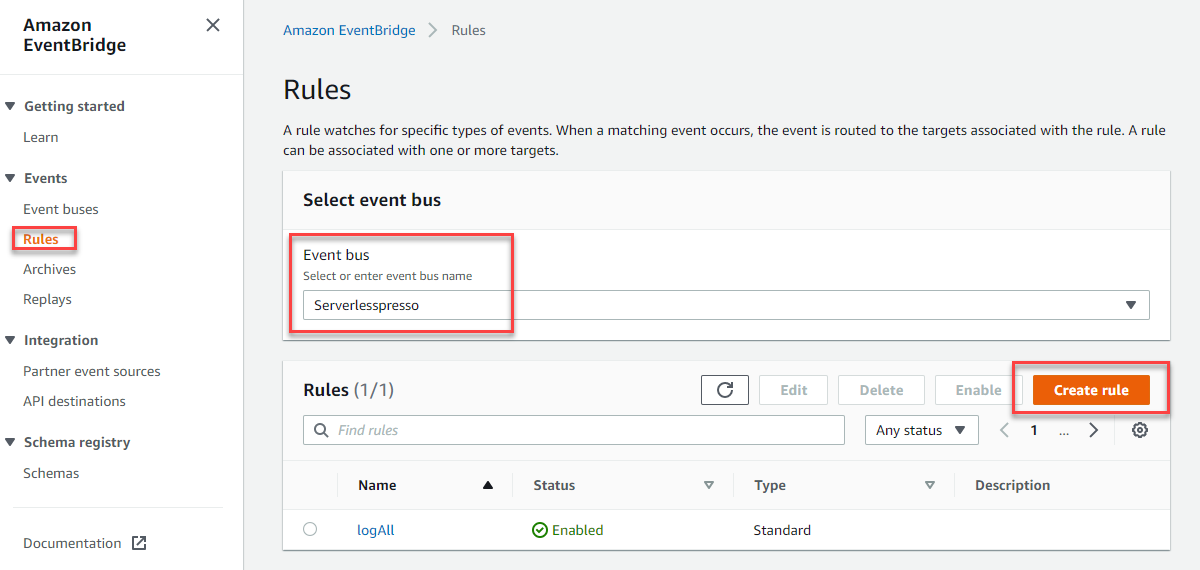 Amazon
EventBridge
Getting started
Learn
Events
Event buses
Rules
Archives
Replays
Integration
Partner event sources
API destinations
Schema registry
Schemas
Documentation
Amazon EventBridge > Rules
Rules
A rule watches for specific types of events. When a matching event occurs, the event is routed to the targets associated with the rule. A rule
can be associated with one or more targets.
Select event bus
Event bus
Select or enter event bus name
Serverlesspresso
Rules (1/1)
Edit
Delete
Enable
Create rule
Find rules
Any status
1
...
Name
Status
Type
Description
logAll
Enabled
Standard